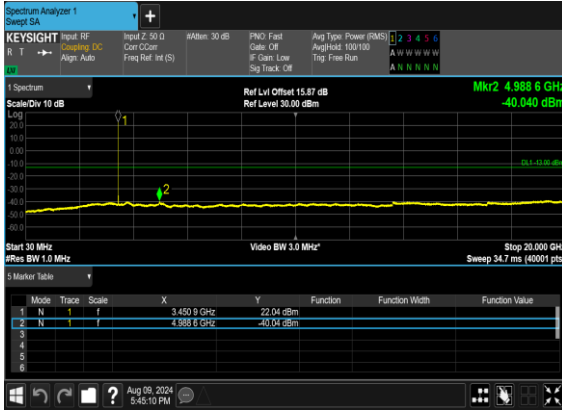 Spectrum Analyzer 1
Swept SA
KEYSIGHT
R T
Input: RF
Coupling: DC
Align: Auto
Input Z: 50 Ω
Corr CCorr
Freq Ref: Int (S)
#Atten: 30 dB
PNO: Fast
Gate: Off
IF Gain: Low
Sig Track: Off
Avg Type: Power (RMS)
Avg|Hold: 100/100
Trig: Free Run
1 2 3 4 5 6
A W W W W W
A N N N N N
1 Spectrum
Scale/Div 10 dB
Ref Lvl Offset 15.87 dB
Ref Level 30.00 dBm
Mkr2 4.988 6 GHz
-40.040 dBm
Log
20.0
10.0
0.00
-10.0
-20.0
-30.0
-40.0
-50.0
-60.0
1
2
DL1 -13.00 dBm
Start 30 MHz
#Res BW 1.0 MHz
Video BW 3.0 MHz*
Stop 20.000 GHz
Sweep 34.7 ms (40001 pts)
5 Marker Table
Mode Trace Scale X Y Function Function Width Function Value
1 N 1 f 3.450 9 GHz 22.04 dBm
2 N 1 f 4.988 6 GHz -40.04 dBm
3
4
5
6
?
Aug 09, 2024
5:45:10 PM